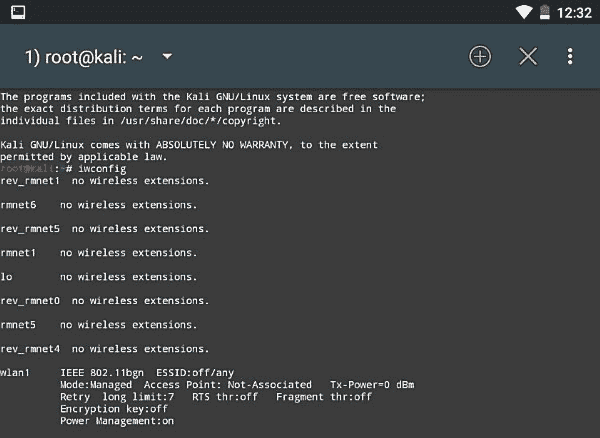 12:32
1) root@kali: ~
The programs included with the Kali GNU/Linux system are free software;
the exact distribution terms for each program are described in the
individual files in /usr/share/doc/*/copyright.
Kali GNU/Linux comes with ABSOLUTELY NO WARRANTY, to the extent
permitted by applicable law.
root@kali:~# iwconfig
rev_rmnet1  no wireless extensions.
rmnet6    no wireless extensions.
rev_rmnet5  no wireless extensions.
rmnet1    no wireless extensions.
lo        no wireless extensions.
rev_rmnet0  no wireless extensions.
rmnet5    no wireless extensions.
rev_rmnet4  no wireless extensions.
wlan1     IEEE 802.11bgn  ESSID:off/any
Mode:Managed  Access Point: Not-Associated   Tx-Power=0 dBm
Retry  long limit:7   RTS thr:off   Fragment thr:off
Encryption key:off
Power Management:on